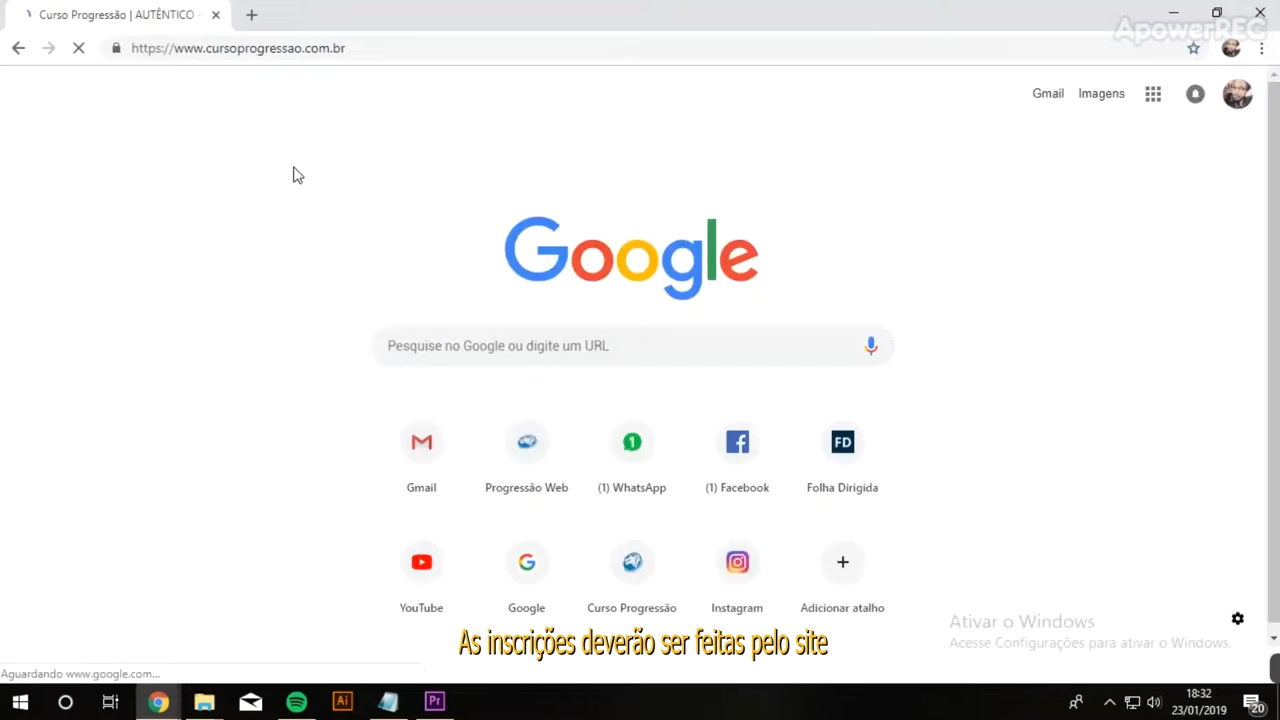 Curso Progressão | AUTÊNTICO -
ApowerREC
https://www.cursoprogressao.com.br
Gmail
Imagens
Google
Pesquise no Google ou digite um URL
1
FD
Gmail
Progressão Web
(1) WhatsApp
(1) Facebook
Folha Dirigida
G
YouTube
Google
Curso Progressão
Instagram
Adicionar atalho
As inscrições deverão ser feitas pelo site
Ativar o Windows
Acesse Configurações para ativar o Windows.
Aguardando www.google.com...
Ai
Pr
18:32
23/01/2019
20